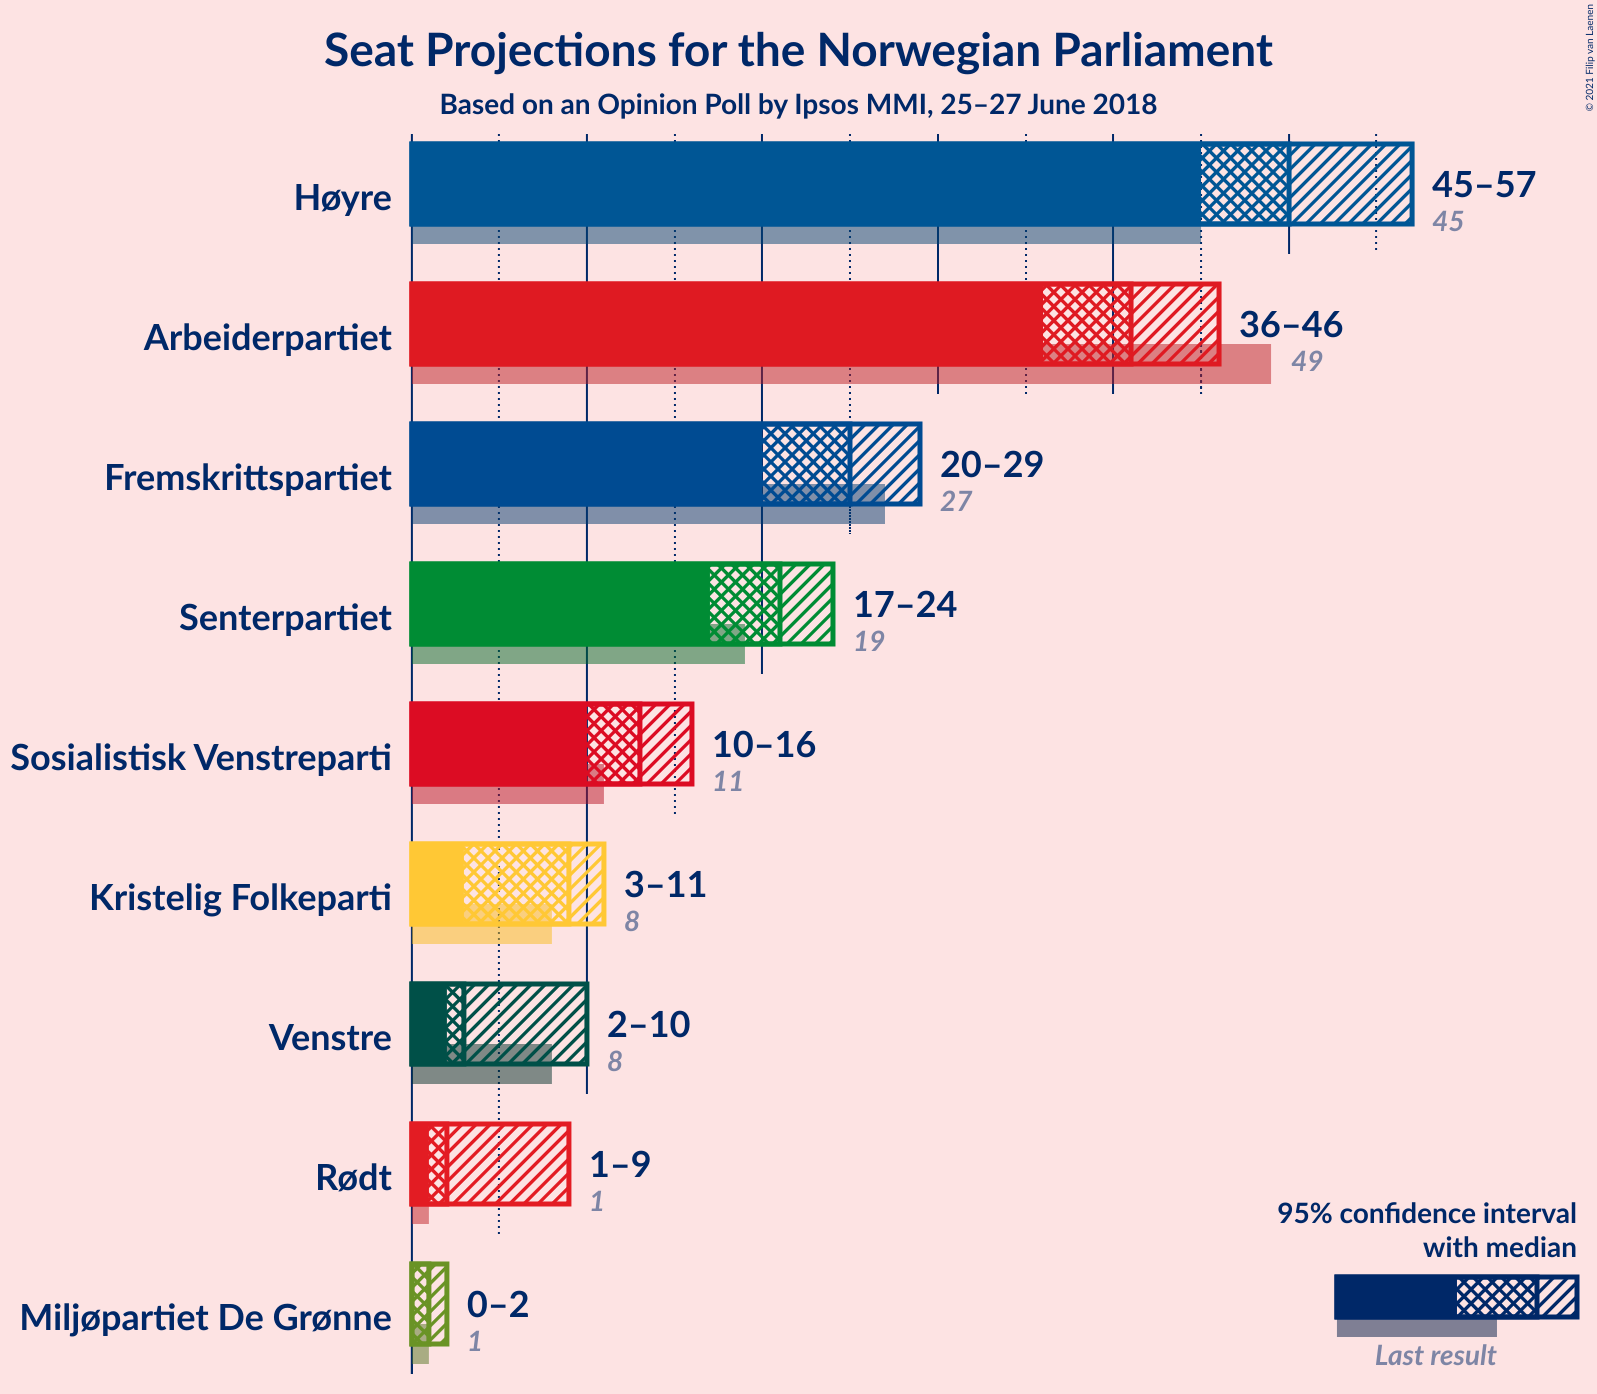 Seat Projections for the Norwegian Parliament
Based on an Opinion Poll by Ipsos MMI, 25–27 June 2018
© 2021 Filip van Laenen
Høyre
45–57
45
Arbeiderpartiet
36–46
49
Fremskrittspartiet
20–29
27
Senterpartiet
17–24
19
Sosialistisk Venstreparti
10–16
11
Kristelig Folkeparti
3–11
8
Venstre
2–10
8
Rødt
1–9
1
Miljøpartiet De Grønne
0–2
1
95% confidence interval
with median
Last result